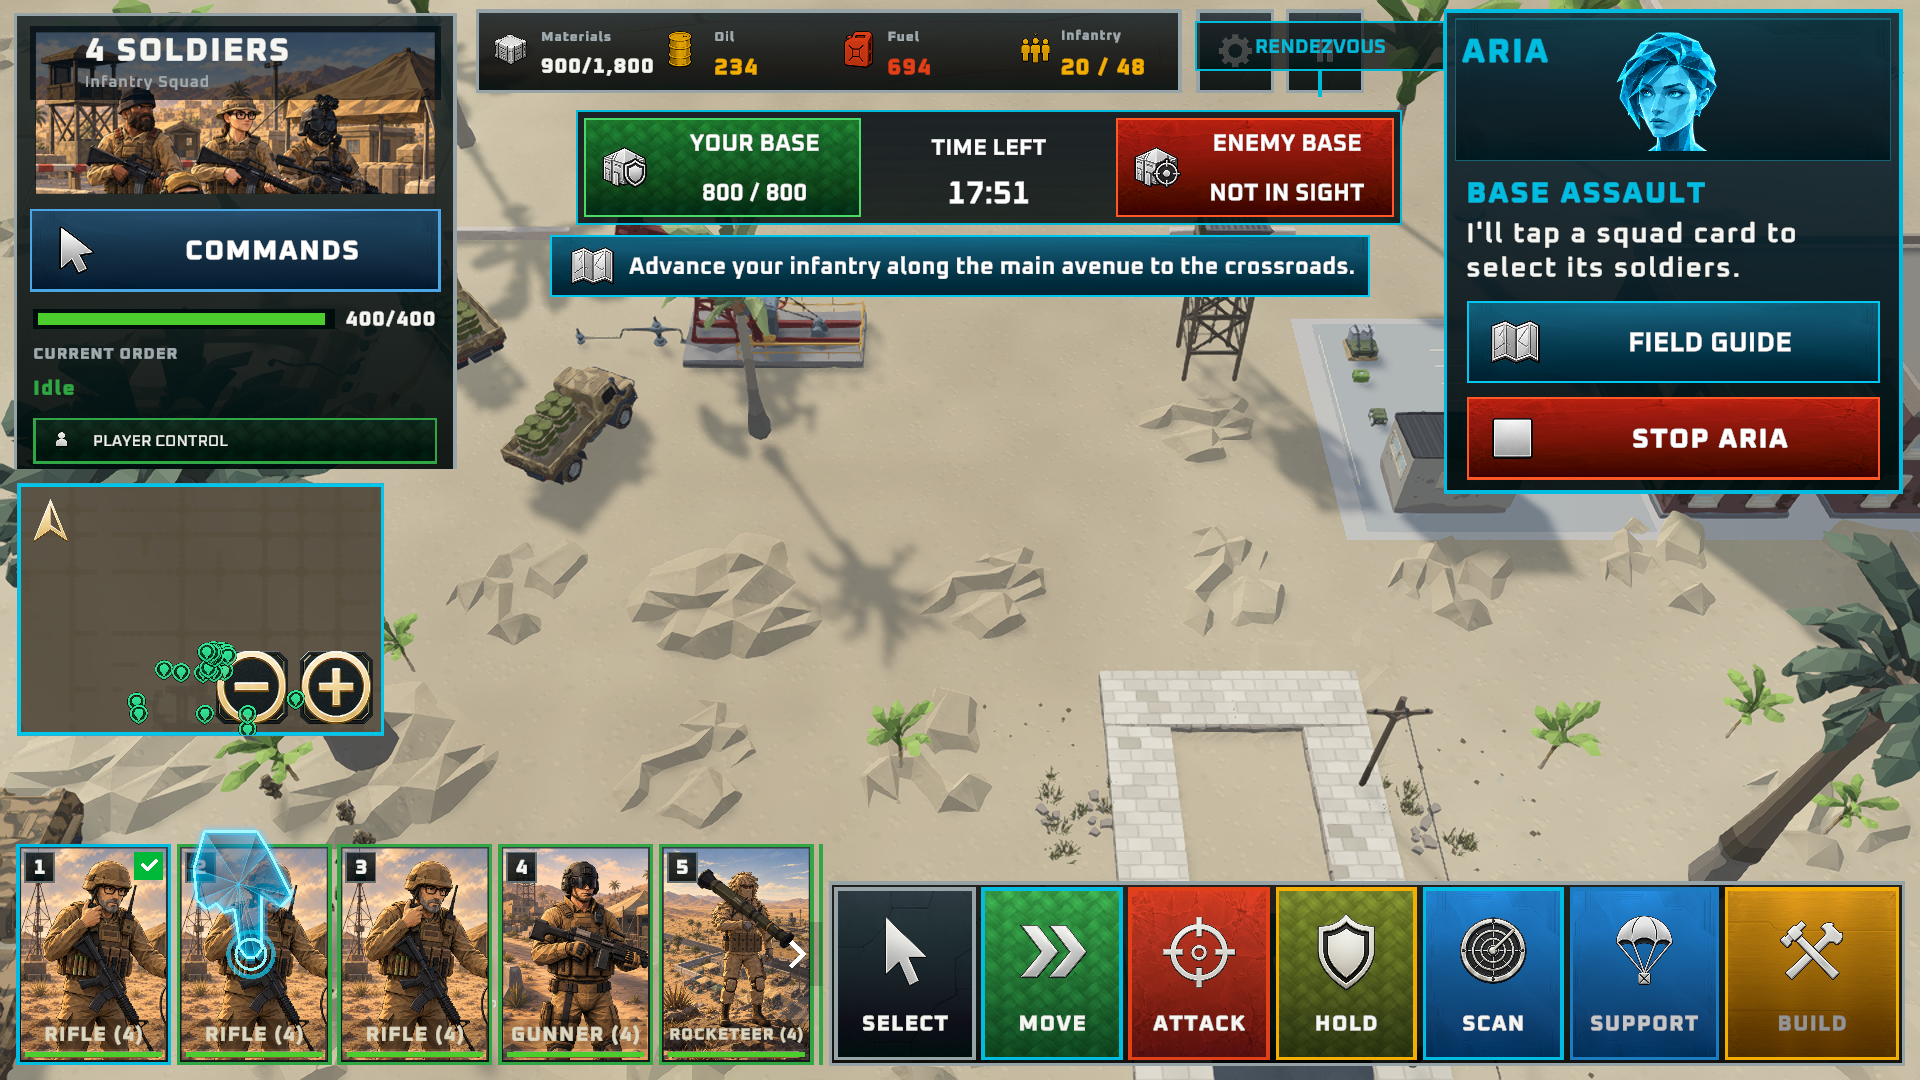 4 SOLDIERS
Infantry Squad
COMMANDS
400/400
CURRENT ORDER
Idle
PLAYER CONTROL
Materials
900/1,800
Oil
234
Fuel
694
Infantry
20 / 48
RENDEZVOUS
YOUR BASE
800 / 800
TIME LEFT
17:51
ENEMY BASE
NOT IN SIGHT
Advance your infantry along the main avenue to the crossroads.
ARIA
BASE ASSAULT
I'll tap a squad card to
select its soldiers.
FIELD GUIDE
STOP ARIA
1
RIFLE (4)
2
RIFLE (4)
3
RIFLE (4)
4
GUNNER (4)
5
ROCKETEER (4)
SELECT
MOVE
ATTACK
HOLD
SCAN
SUPPORT
BUILD